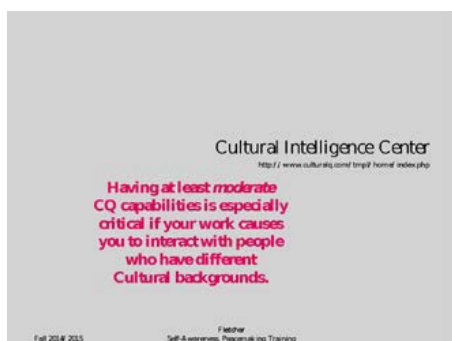 Cultural Intelligence Center
http://www.culturalq.com/tmpl/home/index.php
Having at least moderate
CQ capabilities is especially
critical if your work causes
you to interact with people
who have different
Cultural backgrounds.
Fletcher
Fall 2014/2015
Self-Awareness, Peacemaking Training